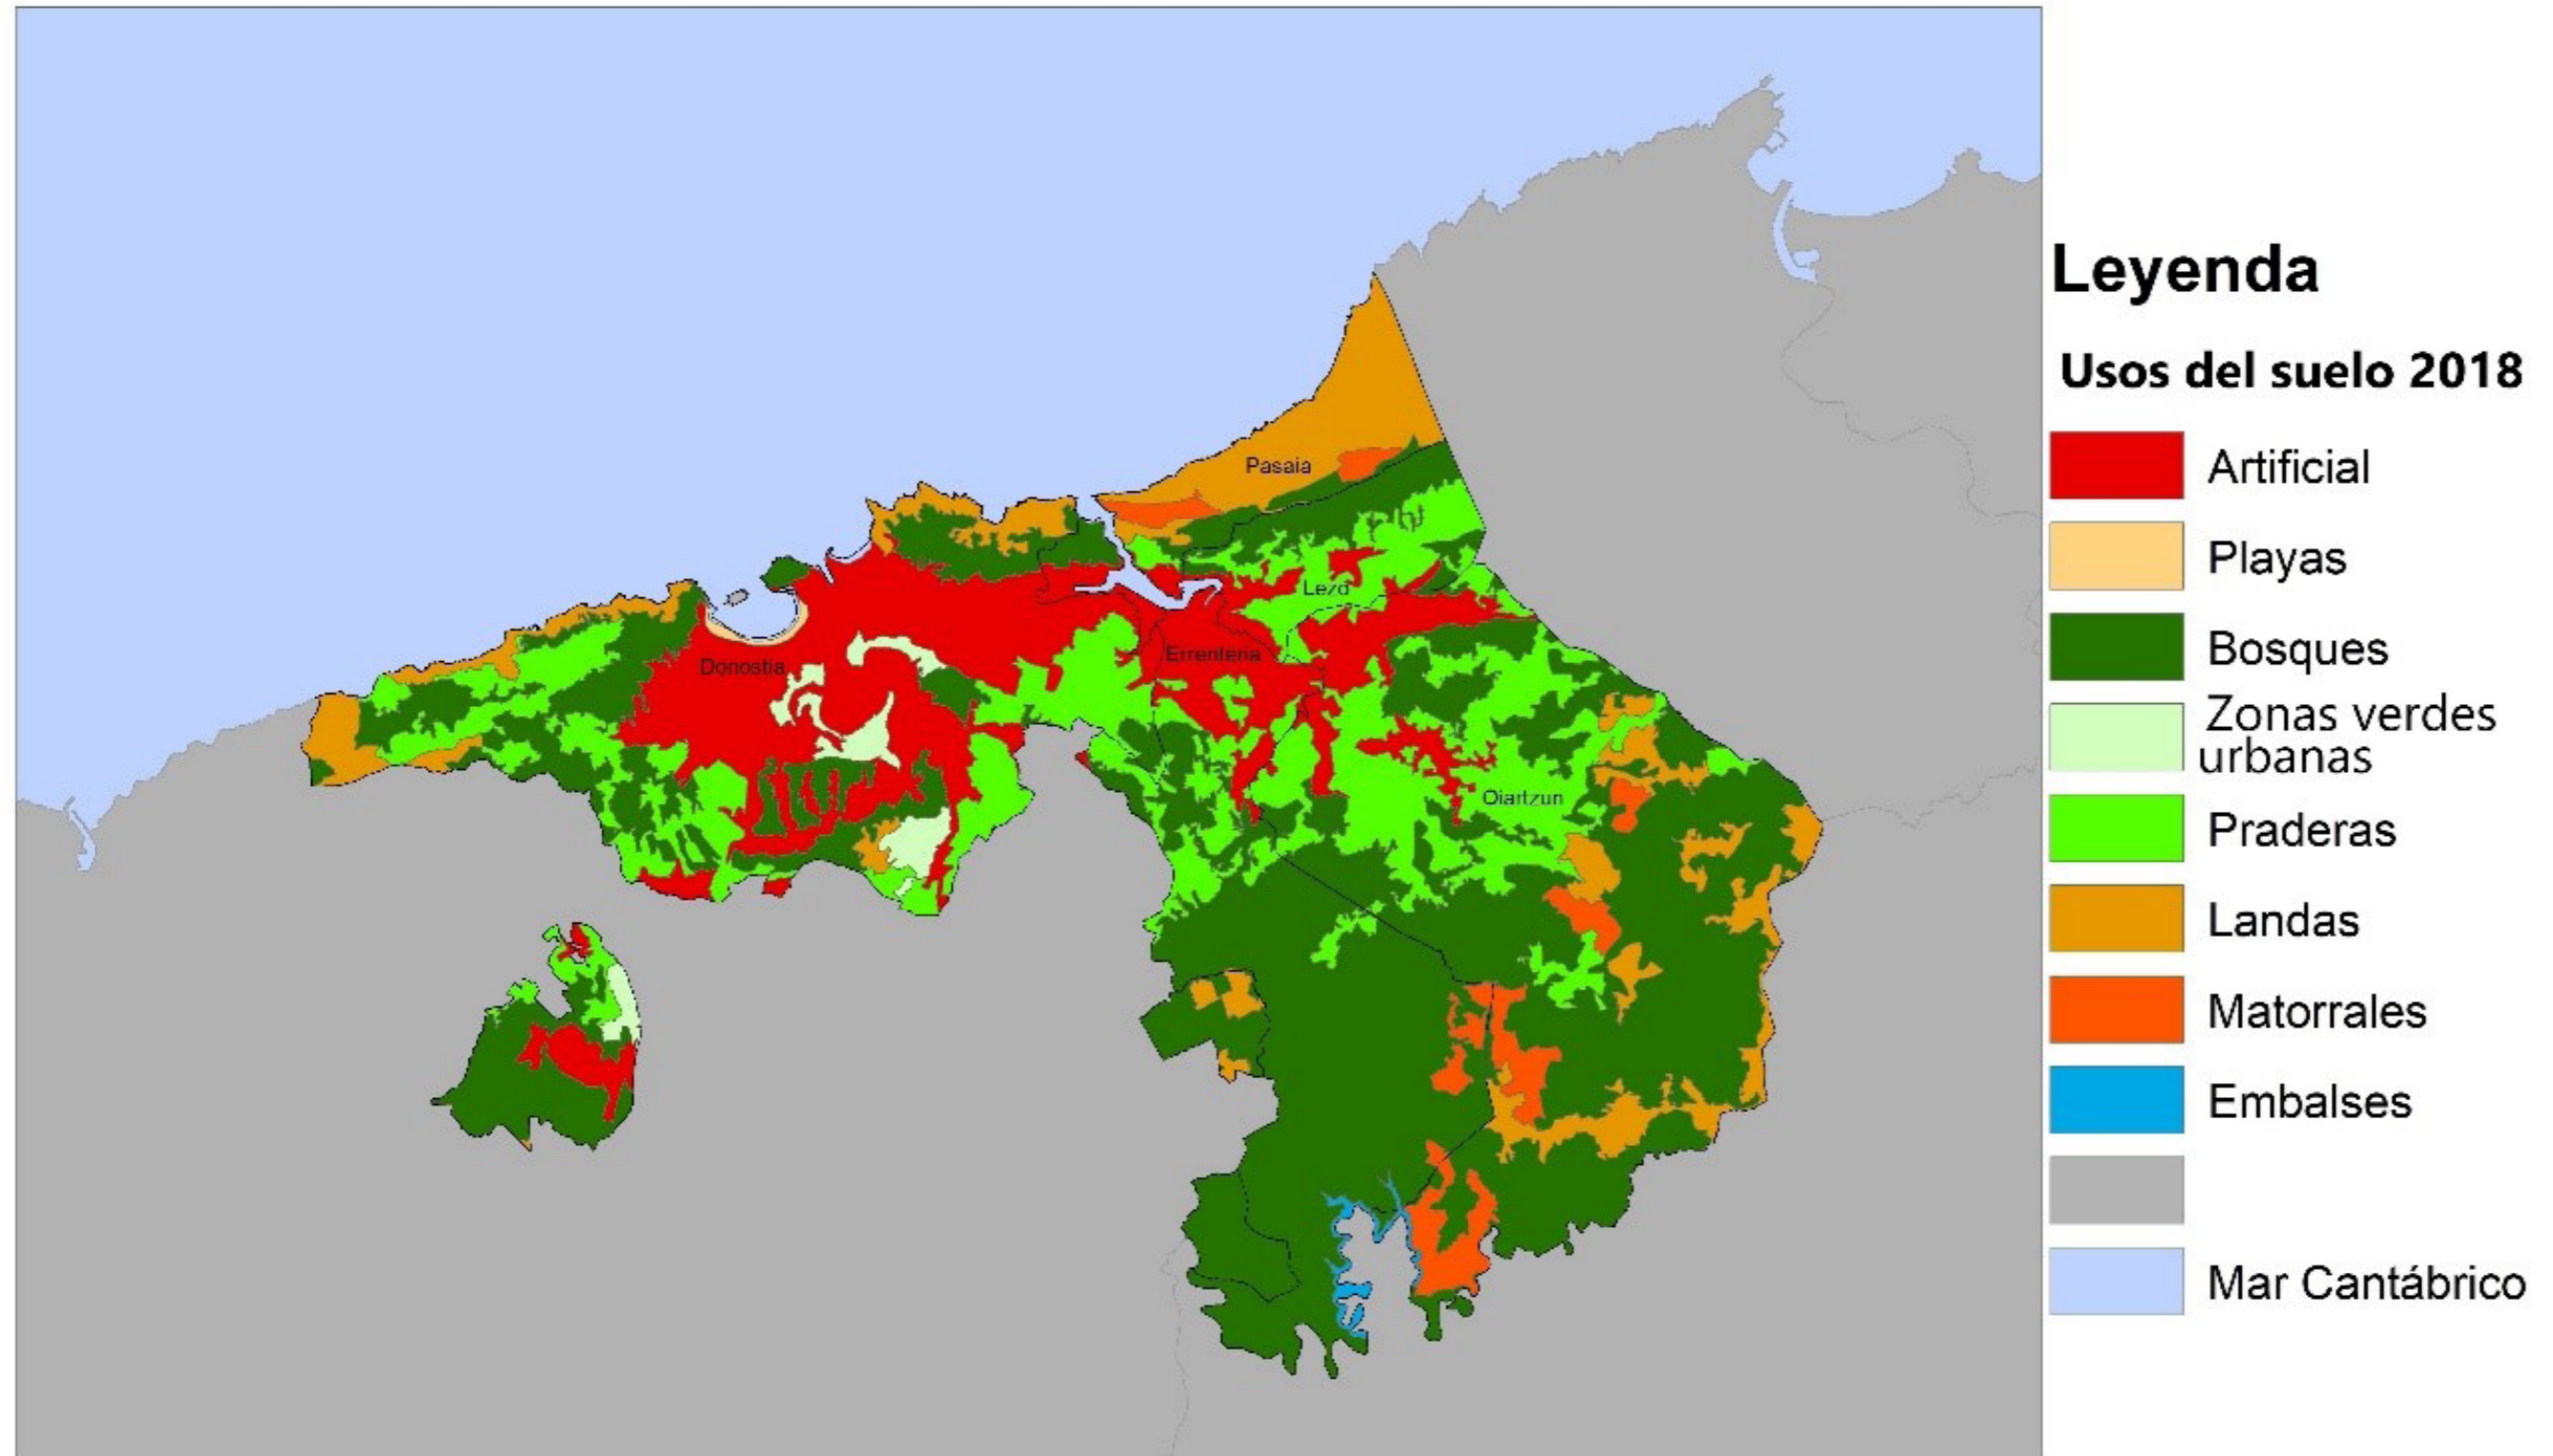 Leyenda
Usos del suelo 2018
Artificial
Playas
Bosques
Zonas verdes
urbanas
Praderas
Landas
Matorrales
Embalses
Mar Cantábrico
Pasaia
Lezo
Donostia
Errenteria
Oiartzun